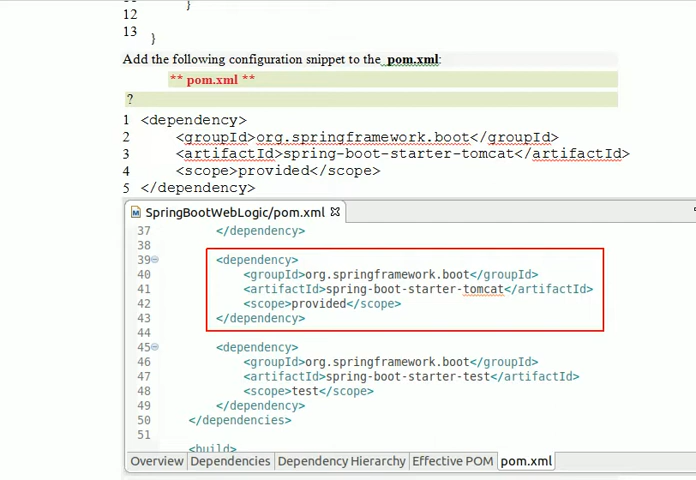 12        }
13  }
Add the following configuration snippet to the  pom.xml:
** pom.xml **
?
1 <dependency>
2     <groupId>org.springframework.boot</groupId>
3     <artifactId>spring-boot-starter-tomcat</artifactId>
4     <scope>provided</scope>
5 </dependency>
SpringBootWebLogic/pom.xml
37        </dependency>
38
39        <dependency>
40            <groupId>org.springframework.boot</groupId>
41            <artifactId>spring-boot-starter-tomcat</artifactId>
42            <scope>provided</scope>
43        </dependency>
44
45        <dependency>
46            <groupId>org.springframework.boot</groupId>
47            <artifactId>spring-boot-starter-test</artifactId>
48            <scope>test</scope>
49        </dependency>
50    </dependencies>
51
<build>
Overview Dependencies Dependency Hierarchy Effective POM pom.xml